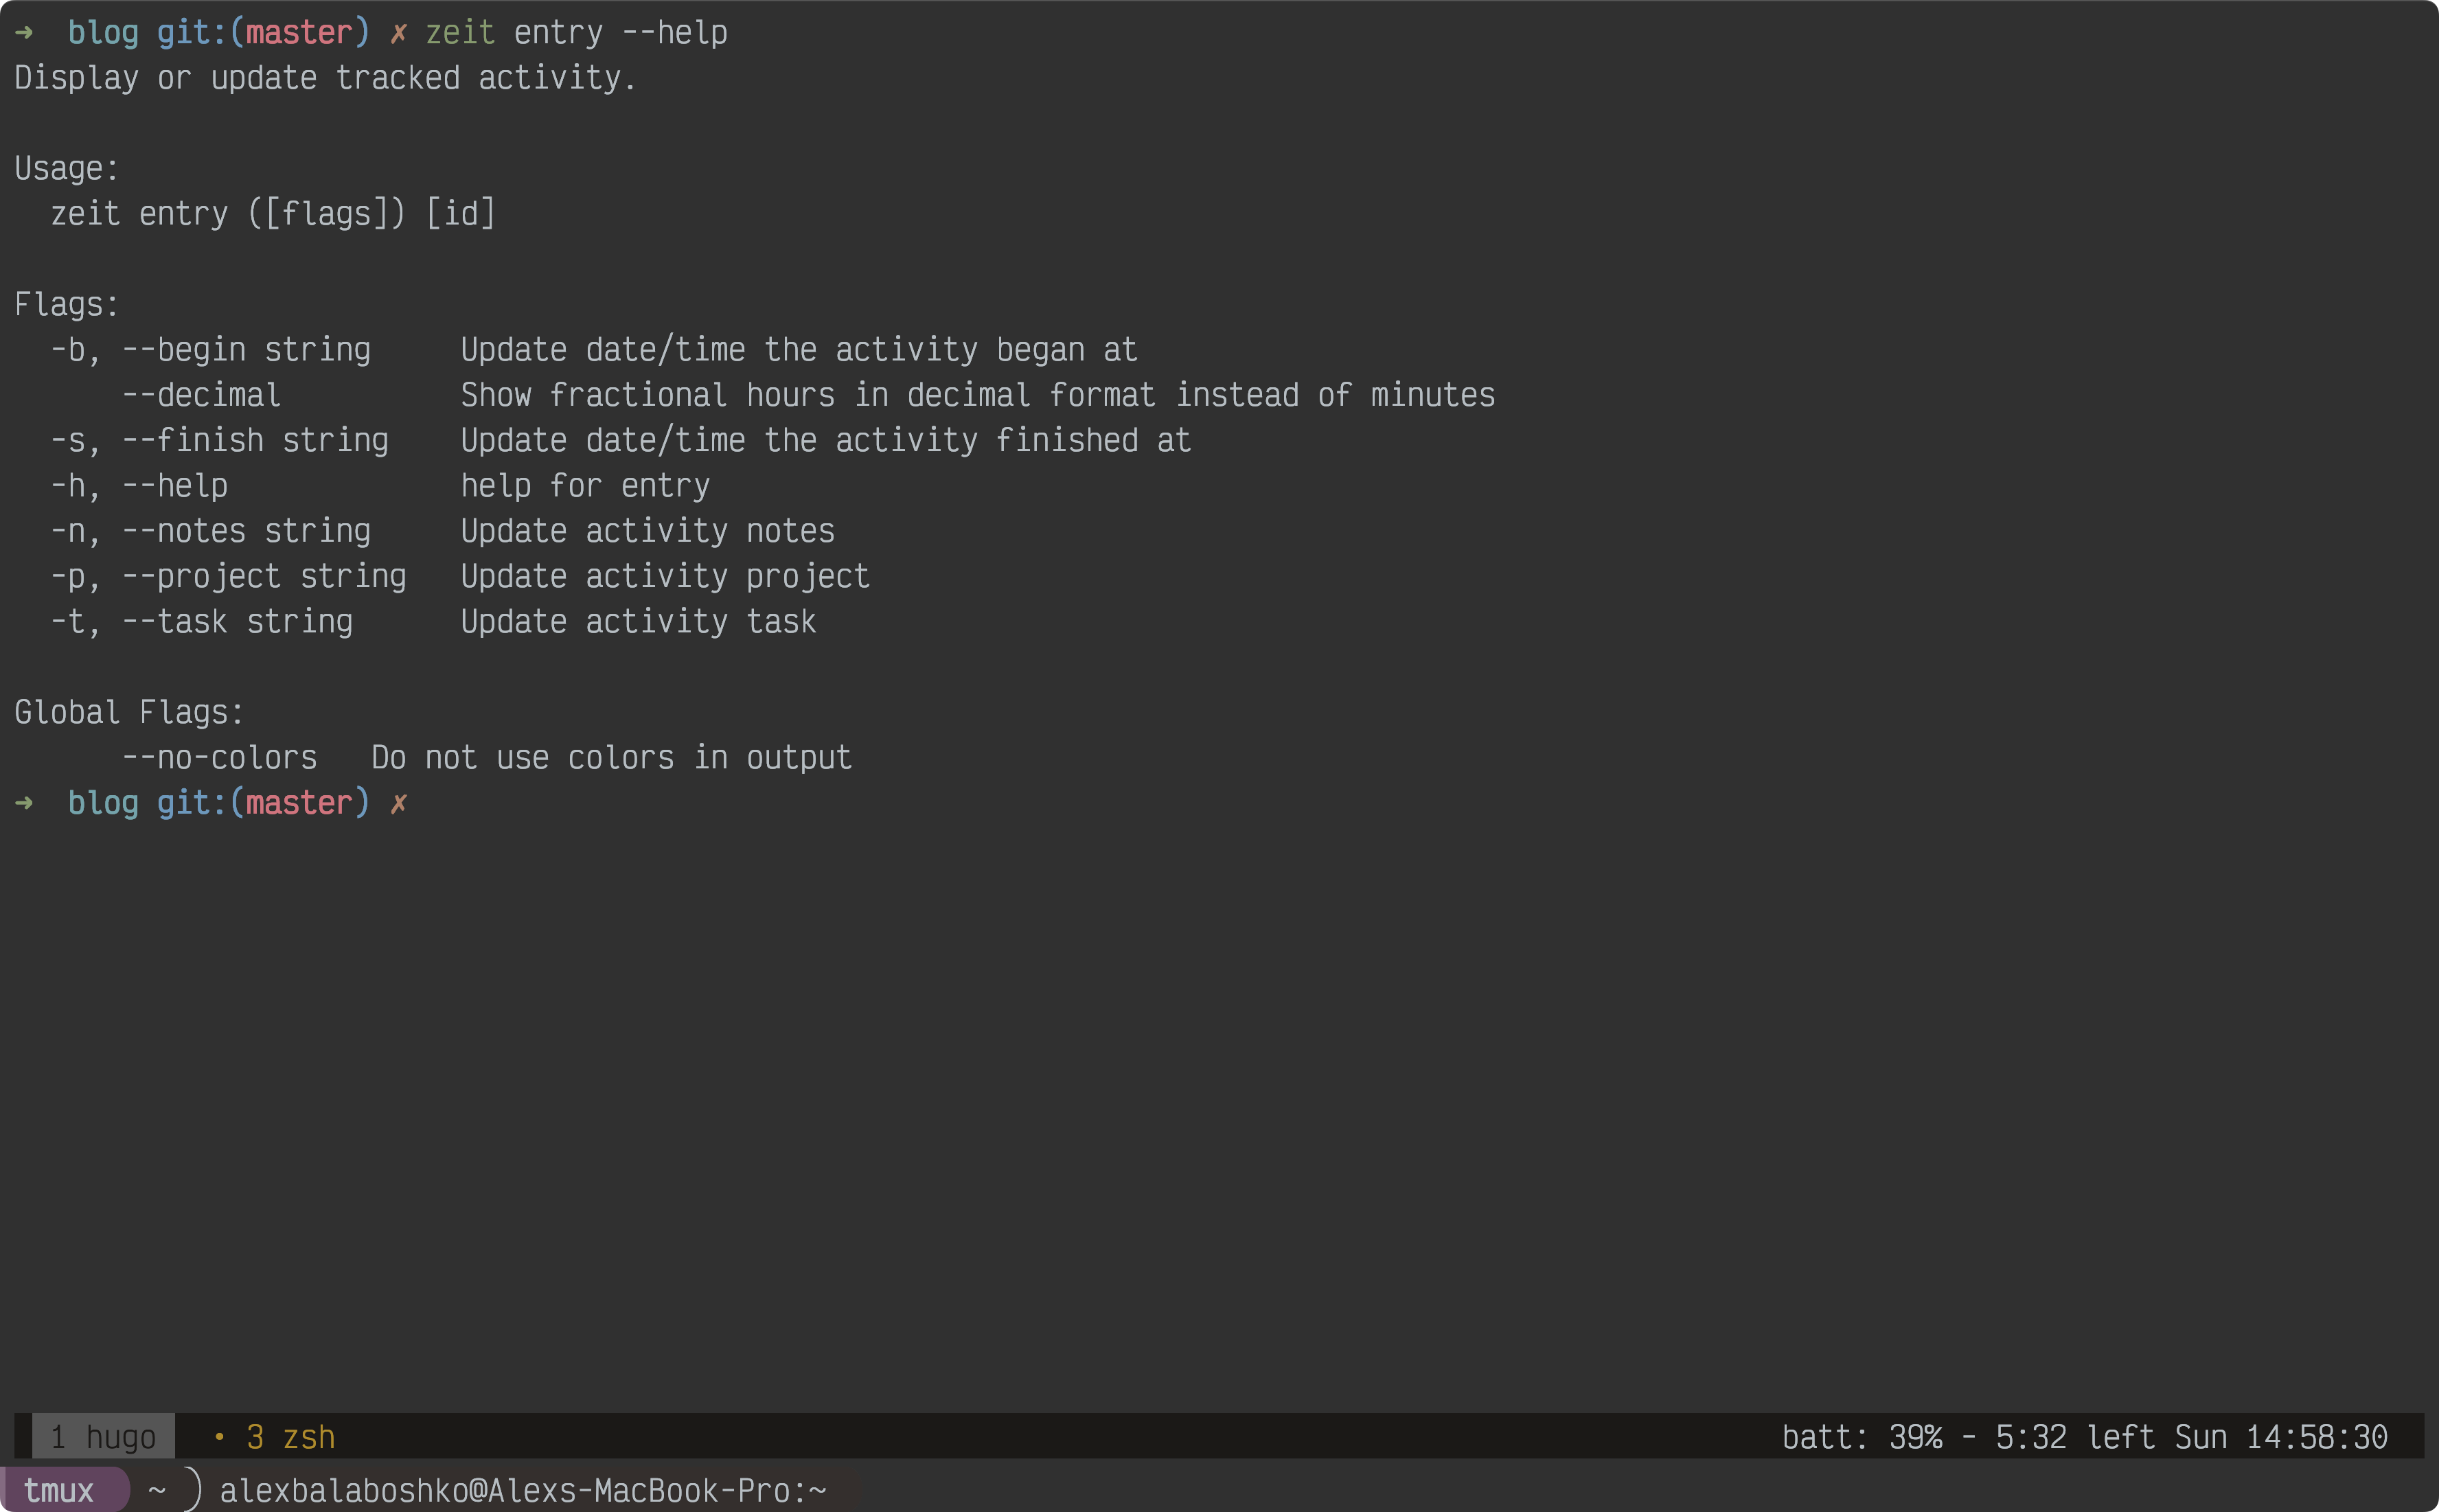 ➜  blog git:(master) ✗ zeit entry --help
Display or update tracked activity.

Usage:
  zeit entry ([flags]) [id]

Flags:
  -b, --begin string     Update date/time the activity began at
      --decimal          Show fractional hours in decimal format instead of minutes
  -s, --finish string    Update date/time the activity finished at
  -h, --help             help for entry
  -n, --notes string     Update activity notes
  -p, --project string   Update activity project
  -t, --task string      Update activity task

Global Flags:
      --no-colors   Do not use colors in output
➜  blog git:(master) ✗
1 hugo  • 3 zsh  batt: 39% - 5:32 left Sun 14:58:30
tmux ~ alexbalaboshko@Alexs-MacBook-Pro:~